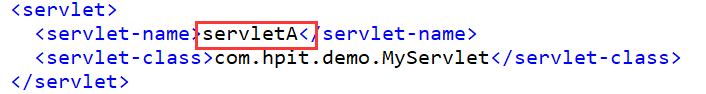 <servlet>
<servlet-name>servletA</servlet-name>
<servlet-class>com.hpit.demo.MyServlet</servlet-class>
</servlet>